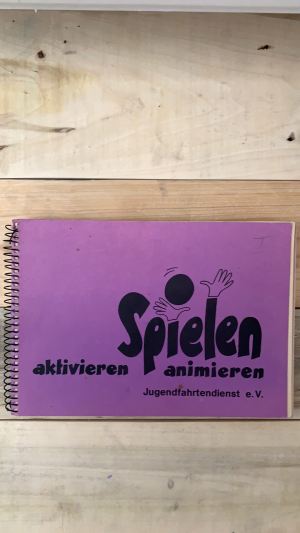 I
Spielen
aktivieren animieren
Jugendfahrtendienst e.V.